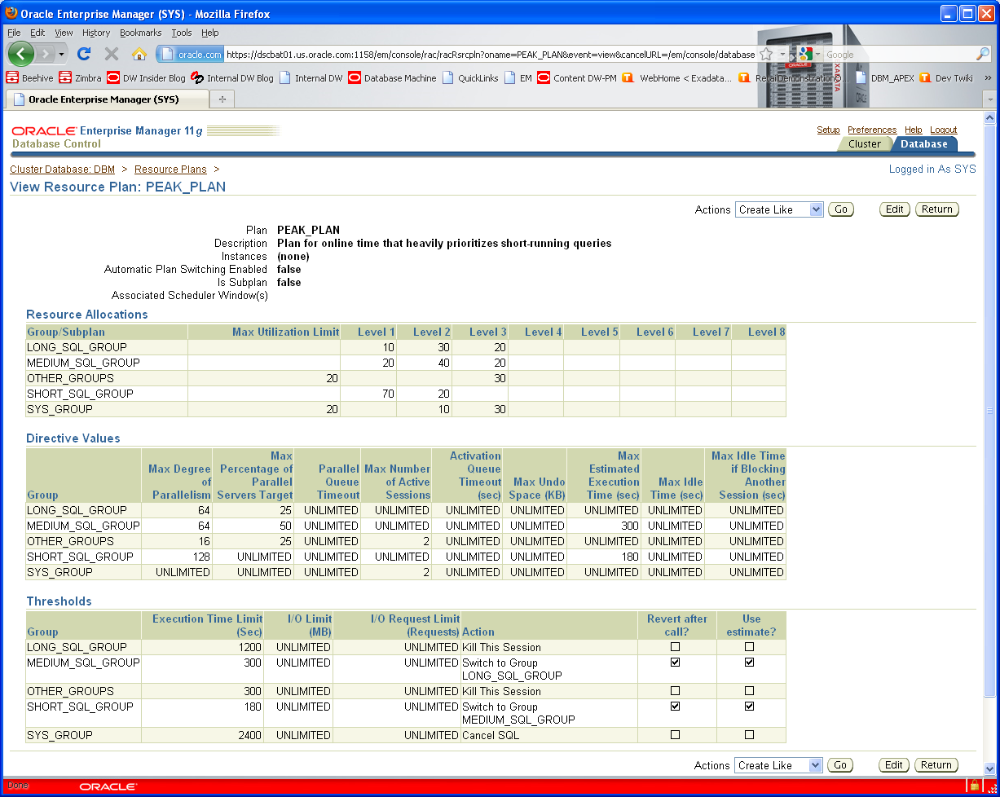 Oracle Enterprise Manager (SYS) - Mozilla Firefox
File Edit View History Bookmarks Tools Help
oracle.com https://dscbat01.us.oracle.com:1158/em/console/rac/racRsrcpln?oname=PEAK_PLAN&event=view&cancelURL=/em/console/database Google
Beehive Zimbra DW Insider Blog Internal DW Blog Internal DW Database Machine QuickLinks EM Content DW-PM WebHome < Exadata... RetailDemonstrationO... DBM_APEX Dev Twiki »
Oracle Enterprise Manager (SYS)
ORACLE Enterprise Manager 11g
Database Control
Setup Preferences Help Logout
Cluster Database
Cluster Database: DBM > Resource Plans >
Logged in As SYS
View Resource Plan: PEAK_PLAN
Actions Create Like Go Edit Return
Plan PEAK_PLAN
Description Plan for online time that heavily prioritizes short-running queries
Instances (none)
Automatic Plan Switching Enabled false
Is Subplan false
Associated Scheduler Window(s)
Resource Allocations
Group/Subplan Max Utilization Limit Level 1 Level 2 Level 3 Level 4 Level 5 Level 6 Level 7 Level 8
LONG_SQL_GROUP 10 30 20
MEDIUM_SQL_GROUP 20 40 20
OTHER_GROUPS 20 30
SHORT_SQL_GROUP 70 20
SYS_GROUP 20 10 30
Directive Values
Group Max Degree of Parallelism Max Percentage of Parallel Servers Target Parallel Queue Timeout Max Number of Active Sessions Activation Queue Timeout (sec) Max Undo Space (KB) Max Estimated Execution Time (sec) Max Idle Time (sec) Max Idle Time if Blocking Another Session (sec)
LONG_SQL_GROUP 64 25 UNLIMITED UNLIMITED UNLIMITED UNLIMITED UNLIMITED UNLIMITED UNLIMITED
MEDIUM_SQL_GROUP 64 50 UNLIMITED UNLIMITED UNLIMITED UNLIMITED 300 UNLIMITED UNLIMITED
OTHER_GROUPS 16 25 UNLIMITED 2 UNLIMITED UNLIMITED UNLIMITED UNLIMITED UNLIMITED
SHORT_SQL_GROUP 128 UNLIMITED UNLIMITED UNLIMITED UNLIMITED UNLIMITED 180 UNLIMITED UNLIMITED
SYS_GROUP UNLIMITED UNLIMITED UNLIMITED 2 UNLIMITED UNLIMITED UNLIMITED UNLIMITED UNLIMITED
Thresholds
Group Execution Time Limit (Sec) I/O Limit (MB) I/O Request Limit (Requests) Action Revert after call? Use estimate?
LONG_SQL_GROUP 1200 UNLIMITED UNLIMITED Kill This Session
MEDIUM_SQL_GROUP 300 UNLIMITED UNLIMITED Switch to Group
LONG_SQL_GROUP
OTHER_GROUPS 300 UNLIMITED UNLIMITED Kill This Session
SHORT_SQL_GROUP 180 UNLIMITED UNLIMITED Switch to Group
MEDIUM_SQL_GROUP
SYS_GROUP 2400 UNLIMITED UNLIMITED Cancel SQL
Actions Create Like Go Edit Return
Done ORACLE